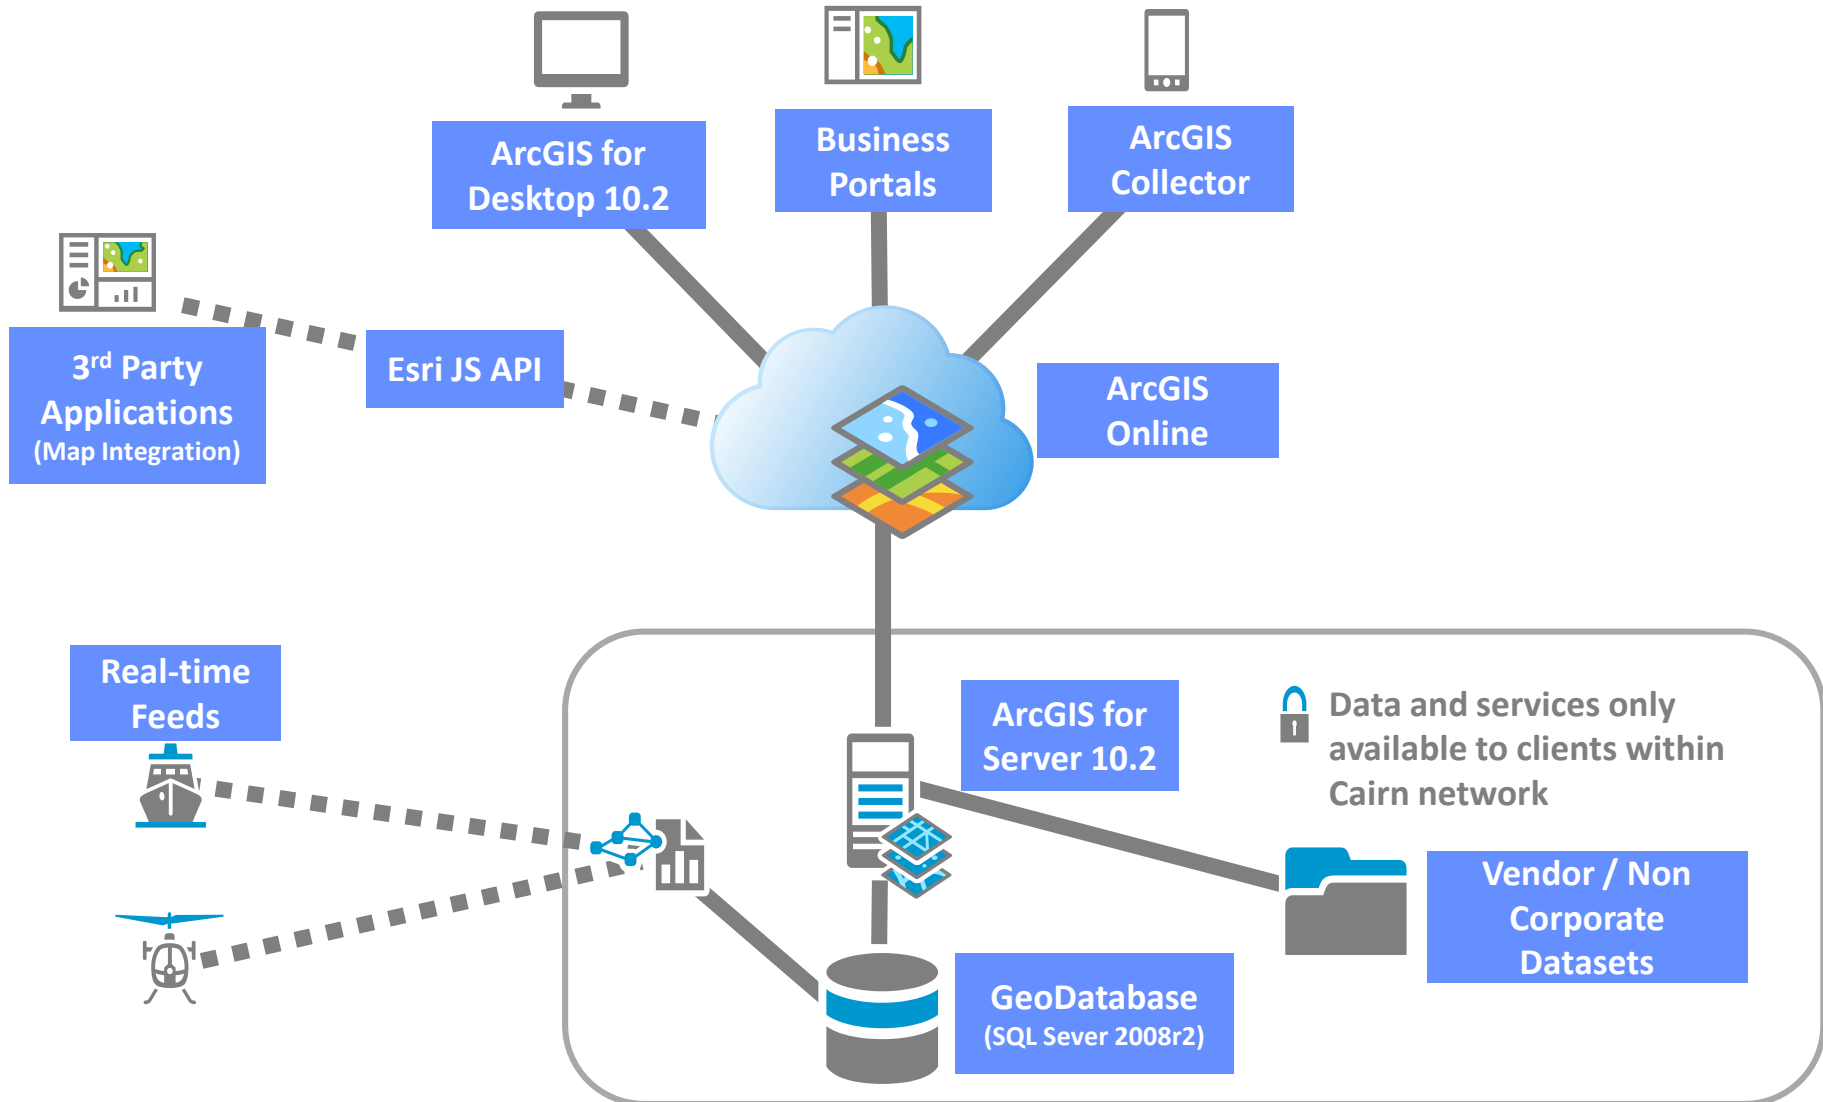 ArcGIS for
Desktop 10.2
Business
Portals
ArcGIS
Collector
3rd Party
Applications
(Map Integration)
Esri JS API
ArcGIS
Online
Real-time
Feeds
ArcGIS for
Server 10.2
Data and services only
available to clients within
Cairn network
Vendor / Non
Corporate
Datasets
GeoDatabase
(SQL Sever 2008r2)